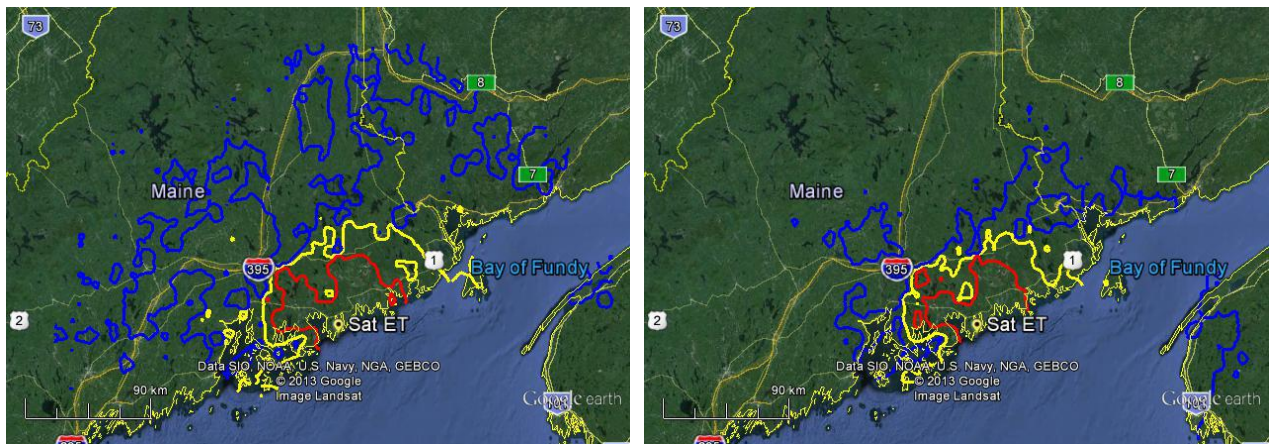 73
8
7
Maine
1
395
Bay of Fundy
2
Sat ET
Data SIO, NOAA, U.S. Navy, NGA, GEBCO
© 2013 Google
Image Landsat
90 km
Google earth
73
8
7
Maine
1
395
Bay of Fundy
2
Sat ET
Data SIO, NOAA, U.S. Navy, NGA, GEBCO
© 2013 Google
Image Landsat
90 km
Google earth